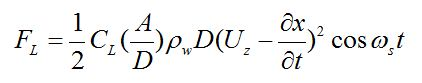 F_L = \frac{1}{2} C_L (\frac{A}{D}) \rho_w D (U_z - \frac{\partial x}{\partial t})^2 \cos \omega_s t